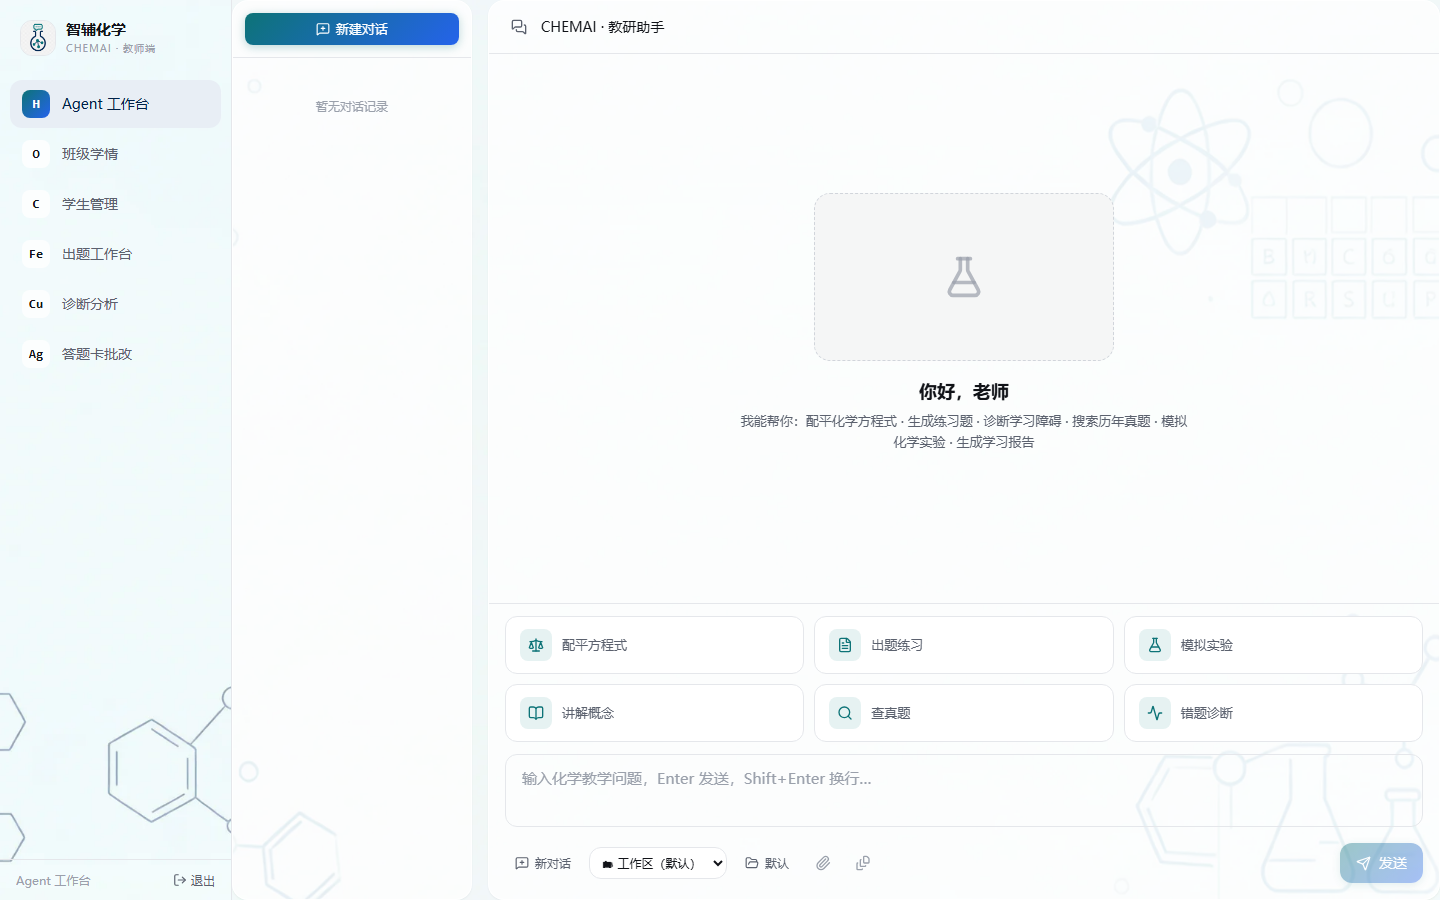 智辅化学
CHEMAI · 教师端
H Agent 工作台
O 班级学情
C 学生管理
Fe 出题工作台
Cu 诊断分析
Ag 答题卡批改
Agent 工作台
退出
新建对话
暂无对话记录
CHEMAI · 教研助手
你好，老师
我能帮你：配平化学方程式 · 生成练习题 · 诊断学习障碍 · 搜索历年真题 · 模拟
化学实验 · 生成学习报告
配平方程式
出题练习
模拟实验
讲解概念
查真题
错题诊断
输入化学教学问题，Enter 发送，Shift+Enter 换行...
新对话
工作区（默认）
默认
发送